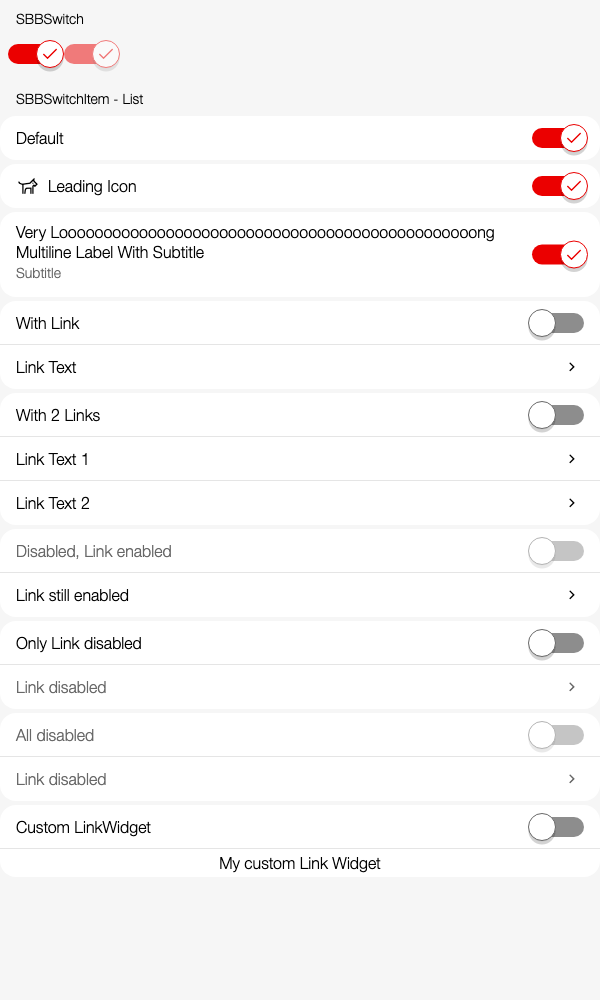 SBBSwitch
SBBSwitchItem - List
Default
Leading Icon
Very Looooooooooooooooooooooooooooooooooooooooooooooong
Multiline Label With Subtitle
Subtitle
With Link
Link Text
With 2 Links
Link Text 1
Link Text 2
Disabled, Link enabled
Link still enabled
Only Link disabled
Link disabled
All disabled
Link disabled
Custom LinkWidget
My custom Link Widget